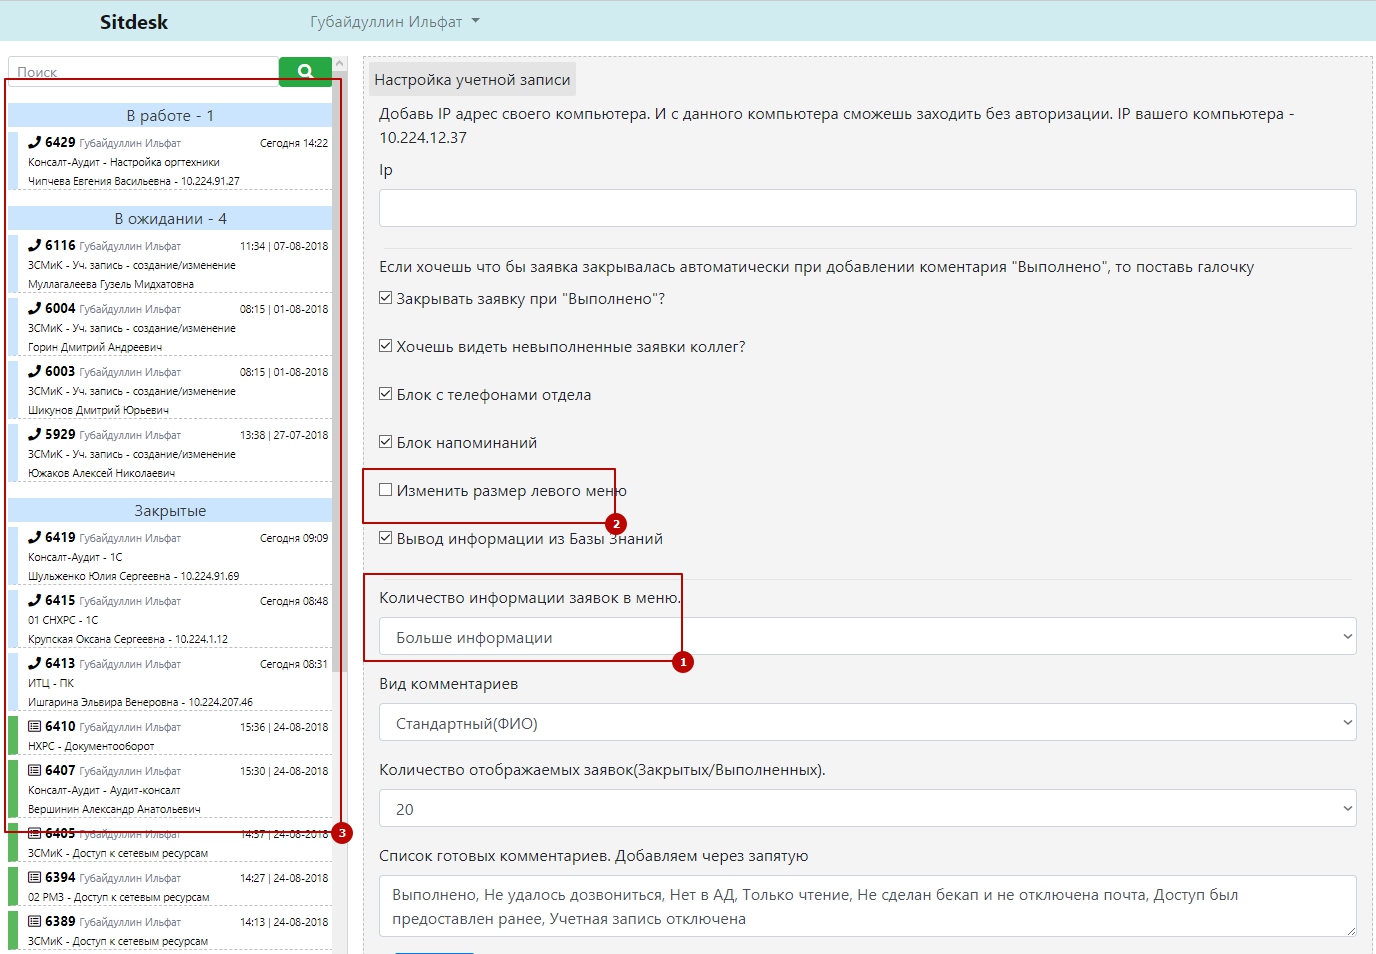 Sitdesk
Губайдуллин Ильфат
Поиск
В работе - 1
6429 Губайдуллин Ильфат Сегодня 14:22
Консалт-Аудит - Настройка оргтехники
Чипчева Евгения Васильевна - 10.224.91.27
В ожидании - 4
6116 Губайдуллин Ильфат 11:34 | 07-08-2018
ЗСМиК - Уч. запись - создание/изменение
Муллагалеева Гузель Мидхатовна
6004 Губайдуллин Ильфат 08:15 | 01-08-2018
ЗСМиК - Уч. запись - создание/изменение
Горин Дмитрий Андреевич
6003 Губайдуллин Ильфат 08:15 | 01-08-2018
ЗСМиК - Уч. запись - создание/изменение
Шикунов Дмитрий Юрьевич
5929 Губайдуллин Ильфат 13:38 | 27-07-2018
ЗСМиК - Уч. запись - создание/изменение
Южаков Алексей Николаевич
Закрытые
6419 Губайдуллин Ильфат Сегодня 09:09
Консалт-Аудит - 1С
Шульженко Юлия Сергеевна - 10.224.91.69
6415 Губайдуллин Ильфат Сегодня 08:48
01 СНХРС - 1С
Крупская Оксана Сергеевна - 10.224.1.12
6413 Губайдуллин Ильфат Сегодня 08:31
ИТЦ - ПК
Ишгарина Эльвира Венеровна - 10.224.207.46
6410 Губайдуллин Ильфат 15:36 | 24-08-2018
НХРС - Документооборот
6407 Губайдуллин Ильфат 15:30 | 24-08-2018
Консалт-Аудит - Аудит-консалт
Вершинин Александр Анатольевич
3
6405 Губайдуллин Ильфат 14:37 | 24-08-2018
ЗСМиК - Доступ к сетевым ресурсам
6394 Губайдуллин Ильфат 14:27 | 24-08-2018
02 РМЗ - Доступ к сетевым ресурсам
6389 Губайдуллин Ильфат 14:13 | 24-08-2018
ЗСМиК - Доступ к сетевым ресурсам
Настройка учетной записи
Добавь IP адрес своего компьютера. И с данного компьютера сможешь заходить без авторизации. IP вашего компьютера -
10.224.12.37
Ip
Если хочешь что бы заявка закрывалась автоматически при добавлении коментария "Выполнено", то поставь галочку
Закрывать заявку при "Выполнено"?
Хочешь видеть невыполненные заявки коллег?
Блок с телефонами отдела
Блок напоминаний
Изменить размер левого меню
2
Вывод информации из Базы Знаний
Количество информации заявок в меню.
Больше информации
1
Вид комментариев
Стандартный(ФИО)
Количество отображаемых заявок(Закрытых/Выполненных).
20
Список готовых комментариев. Добавляем через запятую
Выполнено, Не удалось дозвониться, Нет в АД, Только чтение, Не сделан бекап и не отключена почта, Доступ был
предоставлен ранее, Учетная запись отключена